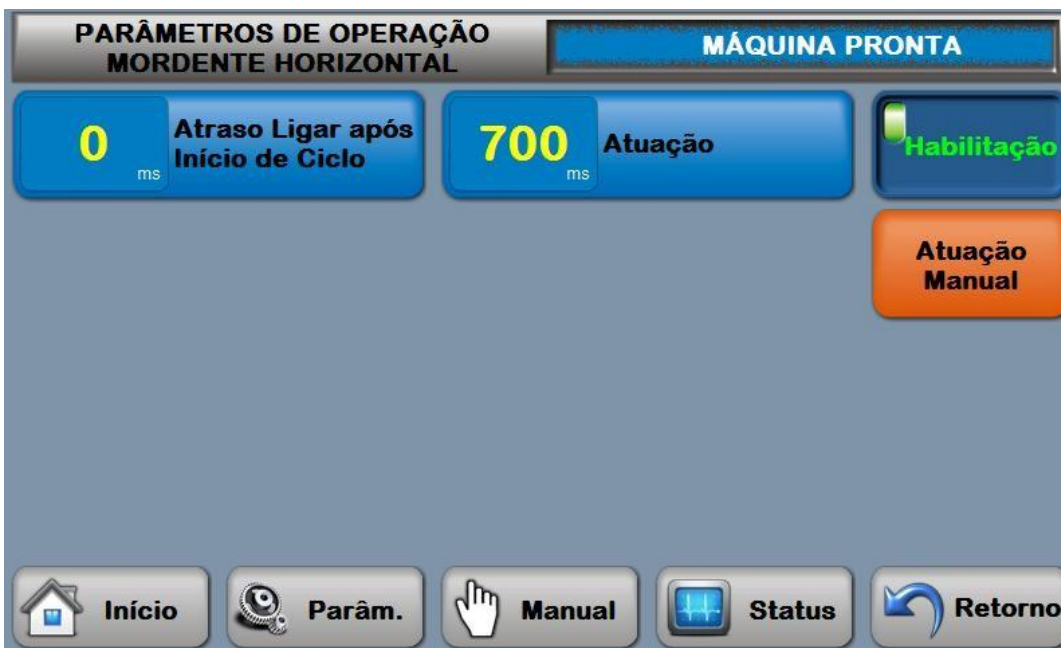 PARÂMETROS DE OPERAÇÃO
MORDENTE HORIZONTAL
MÁQUINA PRONTA
0
ms
Atraso Ligar após
Início de Ciclo
700
ms
Atuação
Habilitação
Atuação
Manual
Início
Parâm.
Manual
Status
Retorno